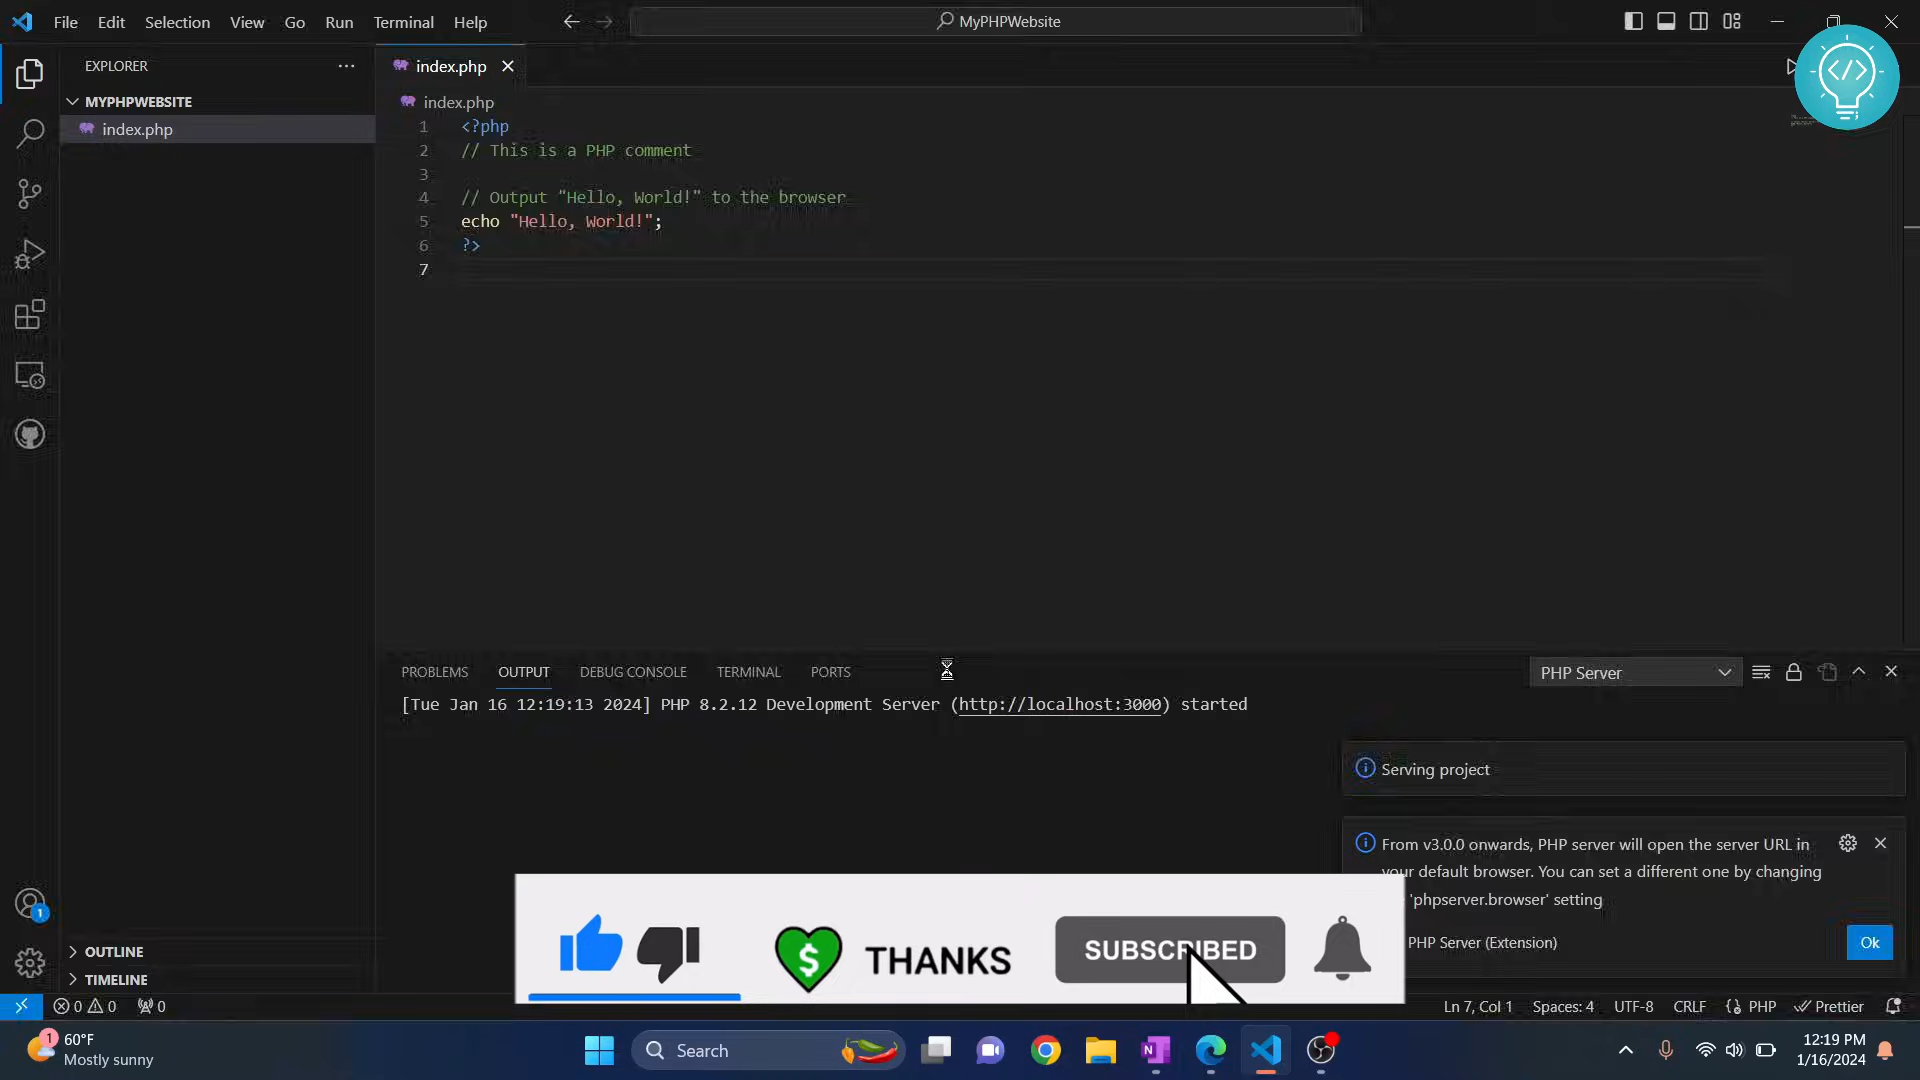 File Edit Selection View Go Run Terminal Help
MyPHPWebsite
EXPLORER
MYPHPWEBSITE
index.php
index.php
index.php
1 <?php
2 // This is a PHP comment
3
4 // Output "Hello, World!" to the browser
5 echo "Hello, World!";
6 ?>
7
PROBLEMS OUTPUT DEBUG CONSOLE TERMINAL PORTS
PHP Server
[Tue Jan 16 12:19:13 2024] PHP 8.2.12 Development Server (http://localhost:3000) started
Serving project
From v3.0.0 onwards, PHP server will open the server URL in
your default browser. You can set a different one by changing
'phpserver.browser' setting
PHP Server (Extension)
Ok
</>
1
OUTLINE
TIMELINE
$ THANKS SUBSCRIBED
0 0 0
Ln 7, Col 1 Spaces: 4 UTF-8 CRLF {} PHP Prettier
1
60°F
Mostly sunny
Search
12:19 PM
1/16/2024